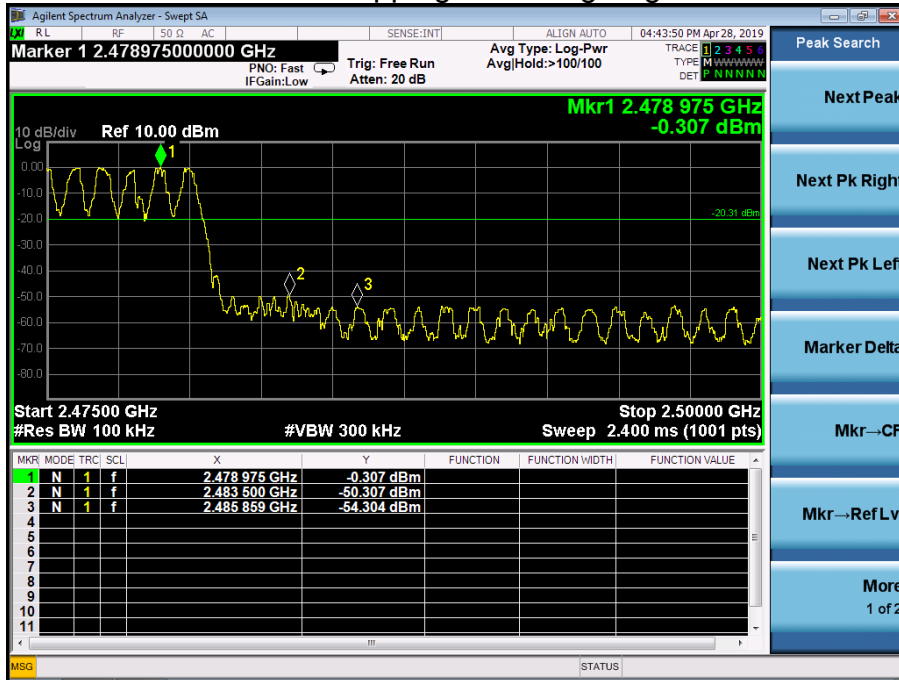 Agilent Spectrum Analyzer - Swept SA
LXI RL RF 50 Ω AC SENSE:INT ALIGN AUTO 04:43:50 PM Apr 28, 2019
Marker 1 2.478975000000 GHz
PNO: Fast
IFGain:Low
Trig: Free Run
Atten: 20 dB
Avg Type: Log-Pwr
Avg|Hold:>100/100
TRACE 1 2 3 4 5 6
TYPE M WWWWW
DET P N N N N N
Mkr1 2.478 975 GHz
-0.307 dBm
10 dB/div Ref 10.00 dBm
Log
1
0.00
-10.0
-20.0
-20.31 dBm
-30.0
-40.0
2
3
-50.0
-60.0
-70.0
-80.0
Start 2.47500 GHz Stop 2.50000 GHz
#Res BW 100 kHz #VBW 300 kHz Sweep 2.400 ms (1001 pts)
MKR MODE TRC SCL X Y FUNCTION FUNCTION WIDTH FUNCTION VALUE
1 N 1 f 2.478 975 GHz -0.307 dBm
2 N 1 f 2.483 500 GHz -50.307 dBm
3 N 1 f 2.485 859 GHz -54.304 dBm
4
5
6
7
8
9
10
11
MSG STATUS
Peak Search
Next Peak
Next Pk Right
Next Pk Left
Marker Delta
Mkr→CF
Mkr→Ref Lv
More
1 of 2